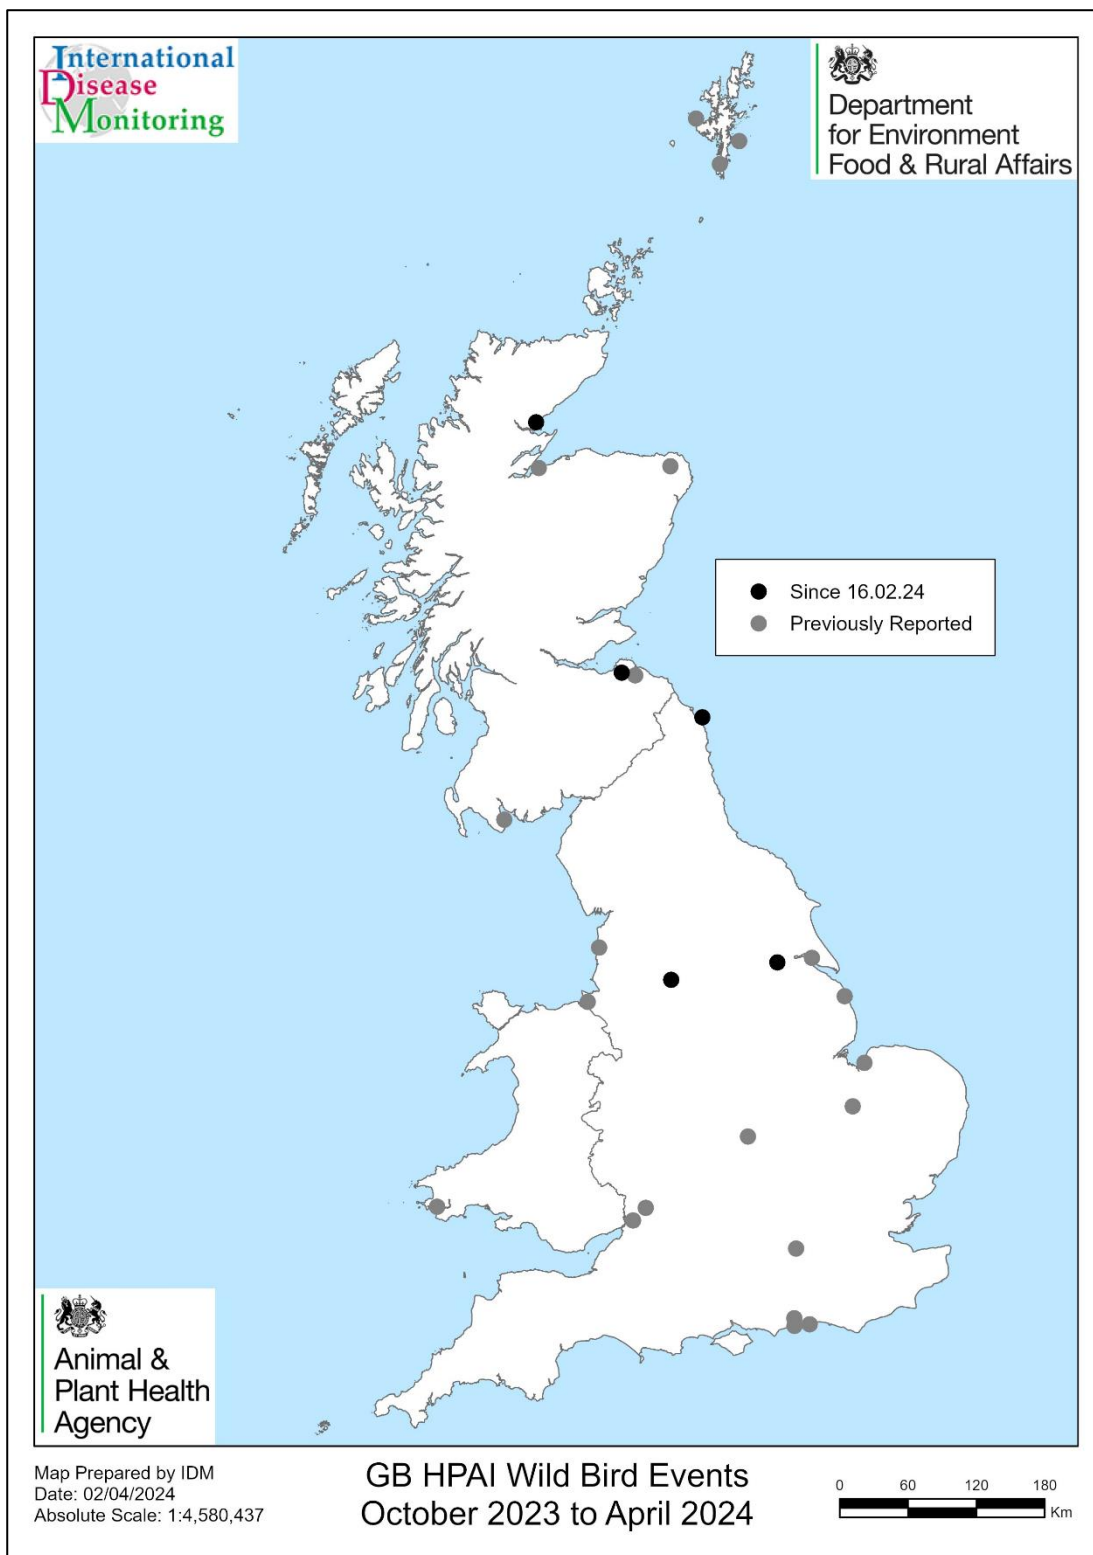 International
Disease
Monitoring
Department
for Environment
Food & Rural Affairs
Since 16.02.24
Previously Reported
Animal &
Plant Health
Agency
Map Prepared by IDM
Date: 02/04/2024
Absolute Scale: 1:4,580,437
GB HPAI Wild Bird Events
October 2023 to April 2024
0 60 120 180
Km